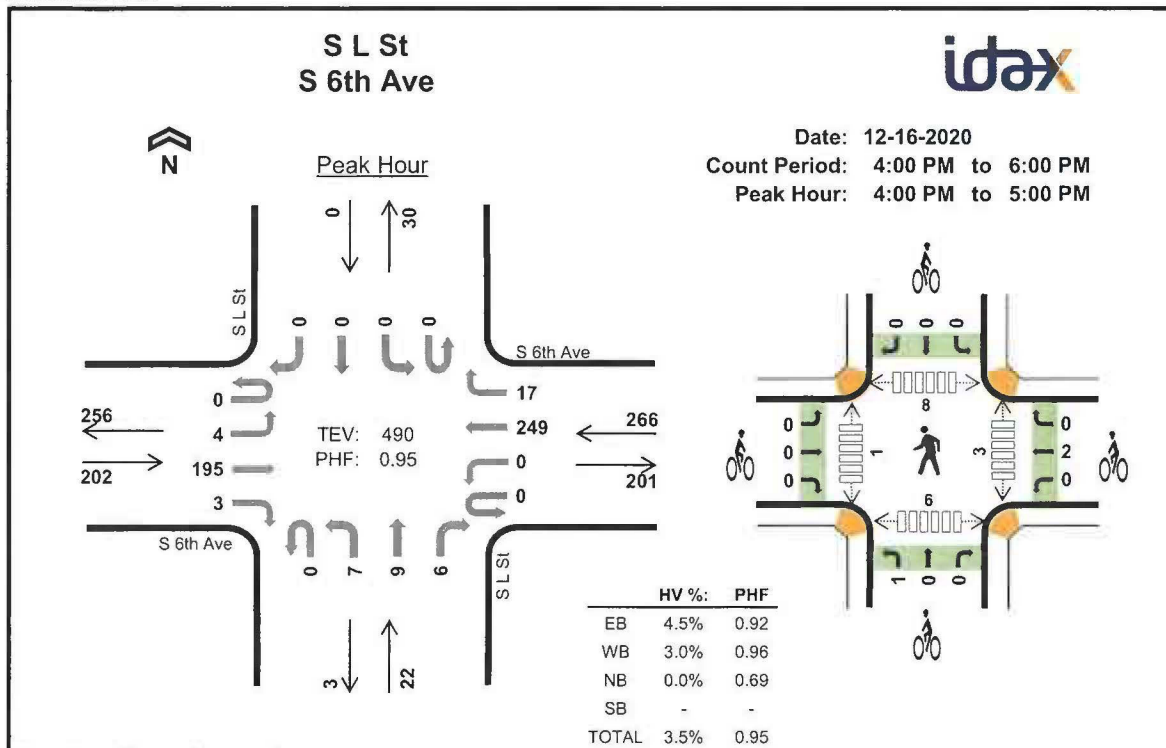 S L St
S 6th Ave
idax
N
Peak Hour
Date: 12-16-2020
Count Period: 4:00 PM to 6:00 PM
Peak Hour: 4:00 PM to 5:00 PM
0
30
S L St
0 0 0 0
S 6th Ave
256
202
0
4
195
3
TEV: 490
PHF: 0.95
17
249
0
0
266
201
S 6th Ave
0 7 9 6
S L St
3
22
0 0 0
8
0
0
0
1
3
0
2
0
6
1 0 0
HV %: PHF
EB 4.5% 0.92
WB 3.0% 0.96
NB 0.0% 0.69
SB - -
TOTAL 3.5% 0.95